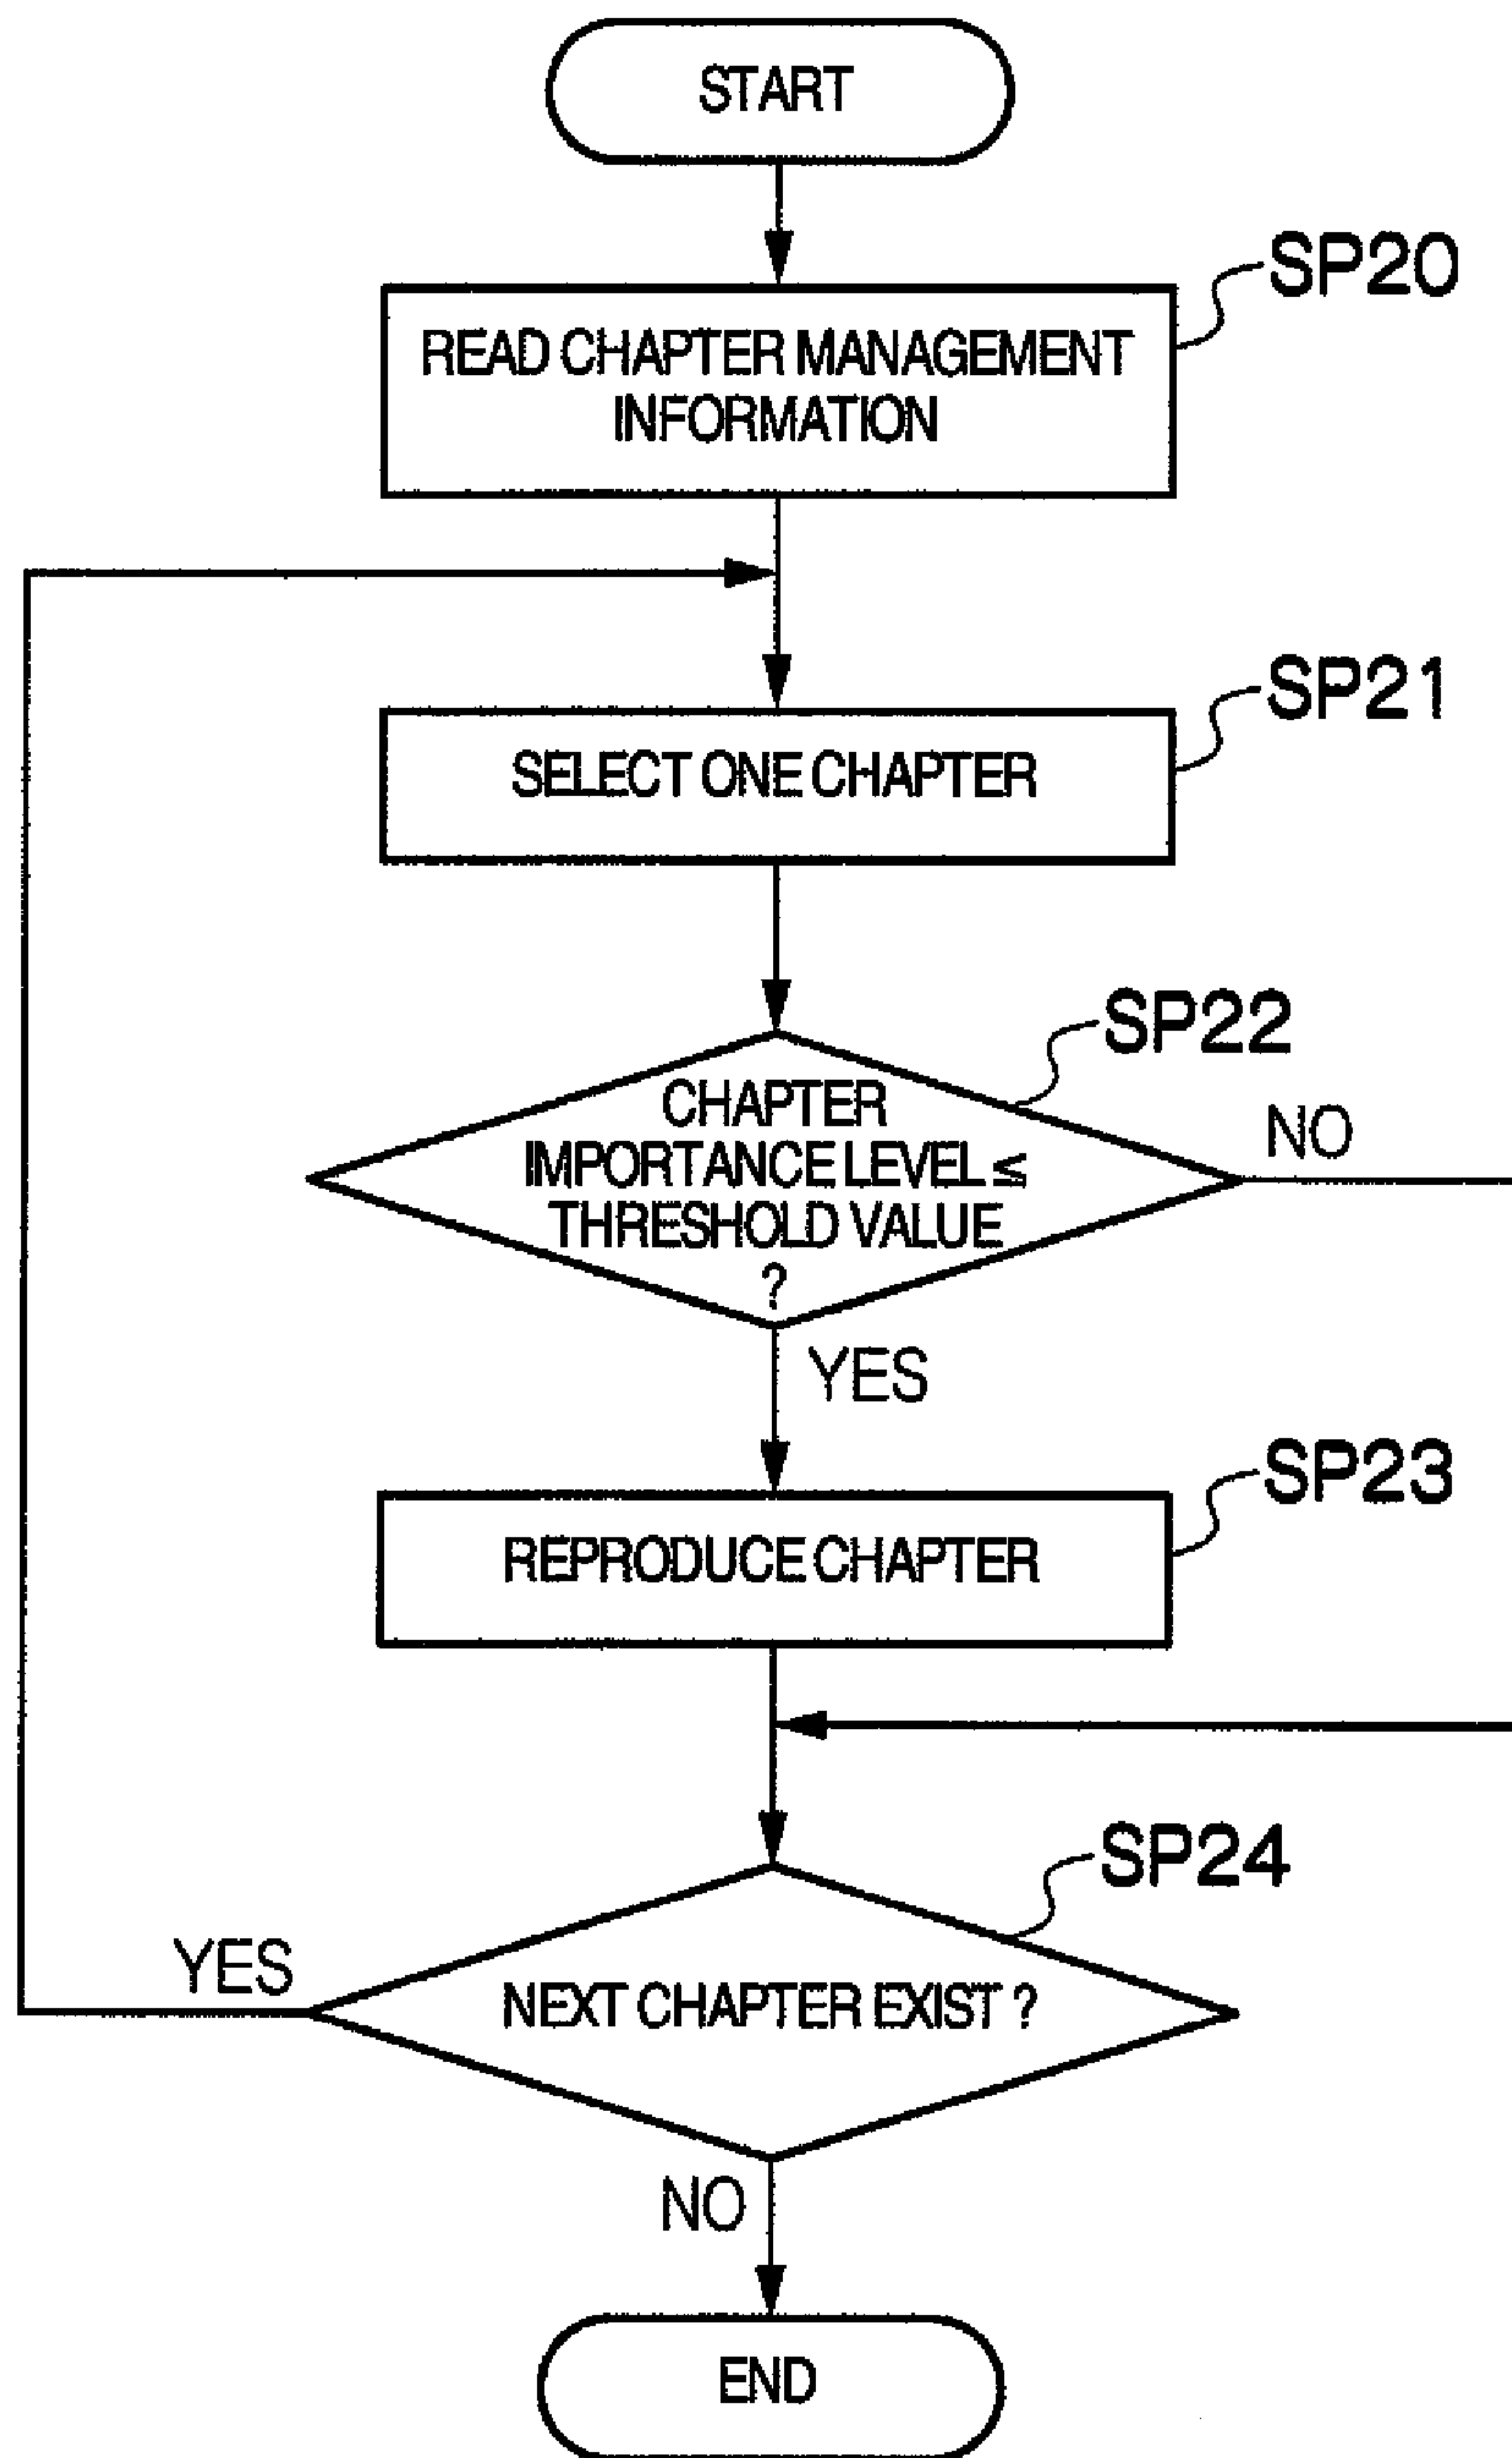 START
SP20
READ CHAPTER MANAGEMENT
INFORMATION
SP21
SELECT ONE CHAPTER
SP22
CHAPTER
IMPORTANCE LEVEL ≤
THRESHOLD VALUE
?
NO
YES
SP23
REPRODUCE CHAPTER
SP24
YES
NEXT CHAPTER EXIST ?
NO
END